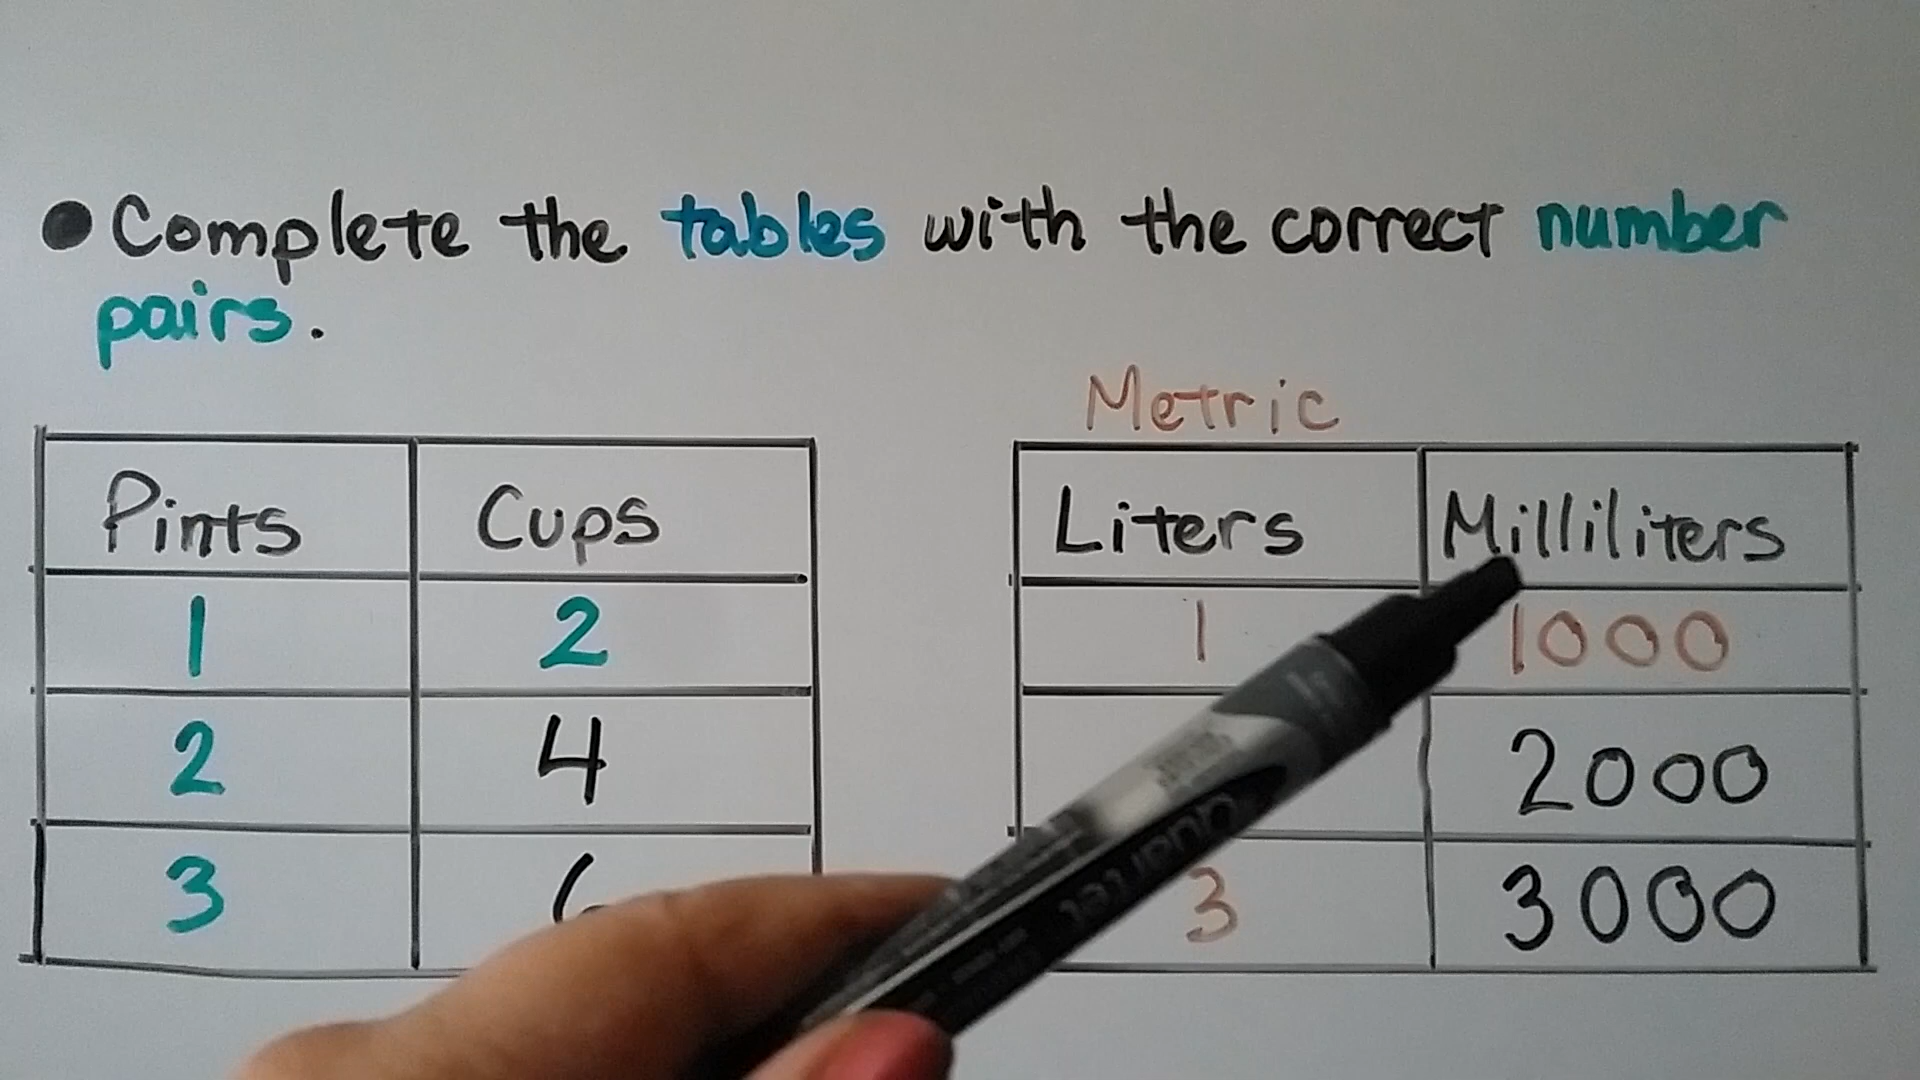 Complete the tables with the correct number
pairs.
Metric
Pints Cups
1 2
2 4
3
Liters Milliliters
1 1000
2000
3 3000